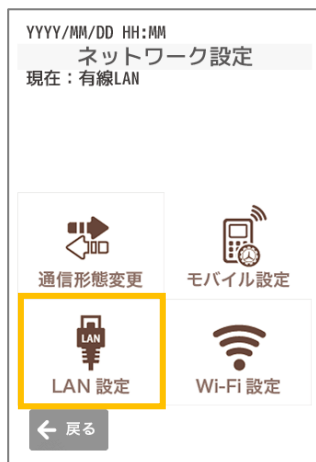 YYYY/MM/DD HH:MM
ネットワーク設定
現在：有線LAN
通信形態変更
モバイル設定
LAN
LAN 設定
Wi-Fi 設定
戻る